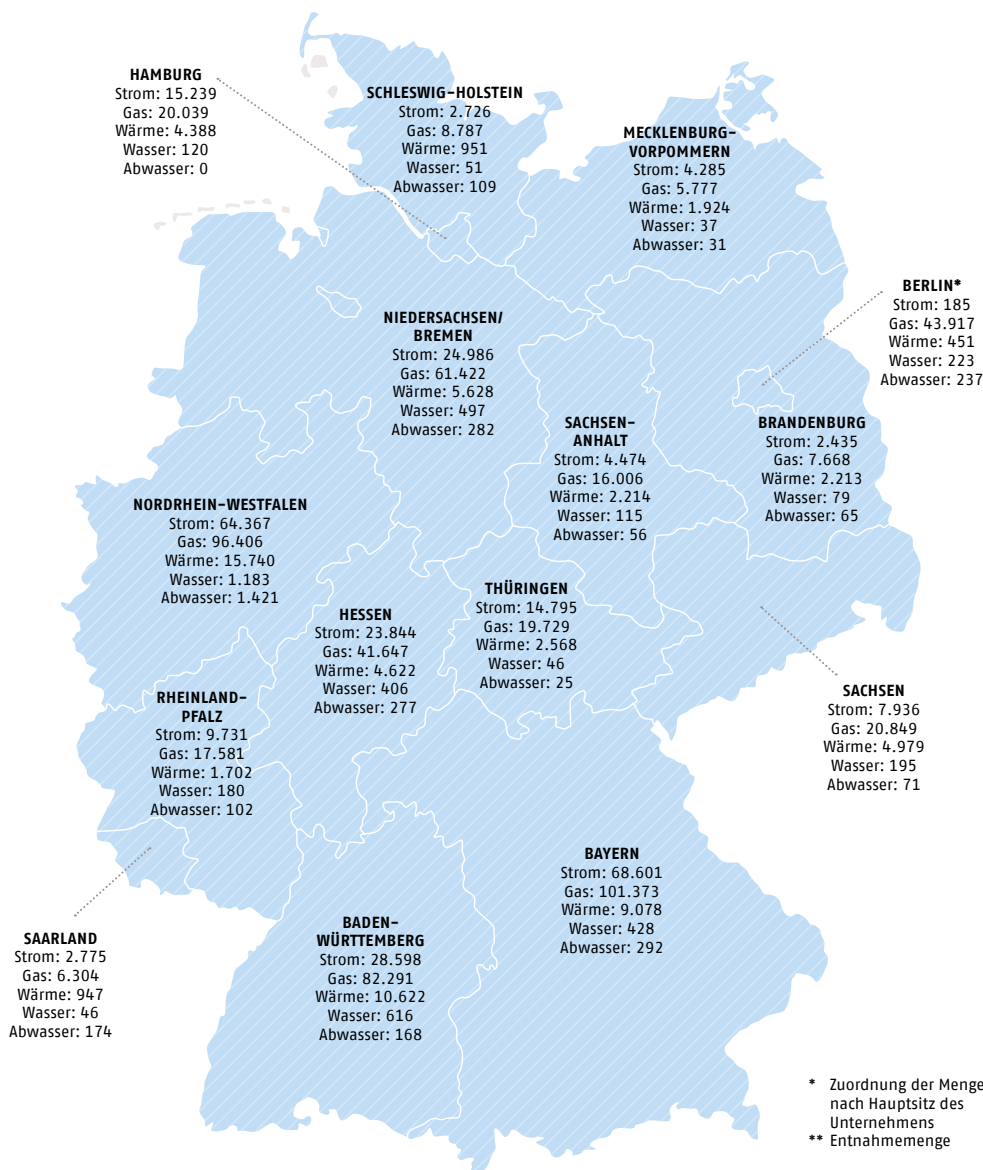 HAMBURG
Strom: 15.239
Gas: 20.039
Wärme: 4.388
Wasser: 120
Abwasser: 0
SCHLESWIG-HOLSTEIN
Strom: 2.726
Gas: 8.787
Wärme: 951
Wasser: 51
Abwasser: 109
MECKLENBURG-
VORPOMMERN
Strom: 4.285
Gas: 5.777
Wärme: 1.924
Wasser: 37
Abwasser: 31
BERLIN*
Strom: 185
Gas: 43.917
Wärme: 451
Wasser: 223
Abwasser: 237
NIEDERSACHSEN/
BREMEN
Strom: 24.986
Gas: 61.422
Wärme: 5.628
Wasser: 497
Abwasser: 282
SACHSEN-
ANHALT
Strom: 4.474
Gas: 16.006
Wärme: 2.214
Wasser: 115
Abwasser: 56
BRANDENBURG
Strom: 2.435
Gas: 7.668
Wärme: 2.213
Wasser: 79
Abwasser: 65
NORDRHEIN-WESTFALEN
Strom: 64.367
Gas: 96.406
Wärme: 15.740
Wasser: 1.183
Abwasser: 1.421
HESSEN
Strom: 23.844
Gas: 41.647
Wärme: 4.622
Wasser: 406
Abwasser: 277
THÜRINGEN
Strom: 14.795
Gas: 19.729
Wärme: 2.568
Wasser: 46
Abwasser: 25
SACHSEN
Strom: 7.936
Gas: 20.849
Wärme: 4.979
Wasser: 195
Abwasser: 71
RHEINLAND-
PFALZ
Strom: 9.731
Gas: 17.581
Wärme: 1.702
Wasser: 180
Abwasser: 102
SAARLAND
Strom: 2.775
Gas: 6.304
Wärme: 947
Wasser: 46
Abwasser: 174
BADEN-
WÜRTTEMBERG
Strom: 28.598
Gas: 82.291
Wärme: 10.622
Wasser: 616
Abwasser: 168
BAYERN
Strom: 68.601
Gas: 101.373
Wärme: 9.078
Wasser: 428
Abwasser: 292
* Zuordnung der Menge
nach Hauptsitz des
Unternehmens
** Entnahmemenge